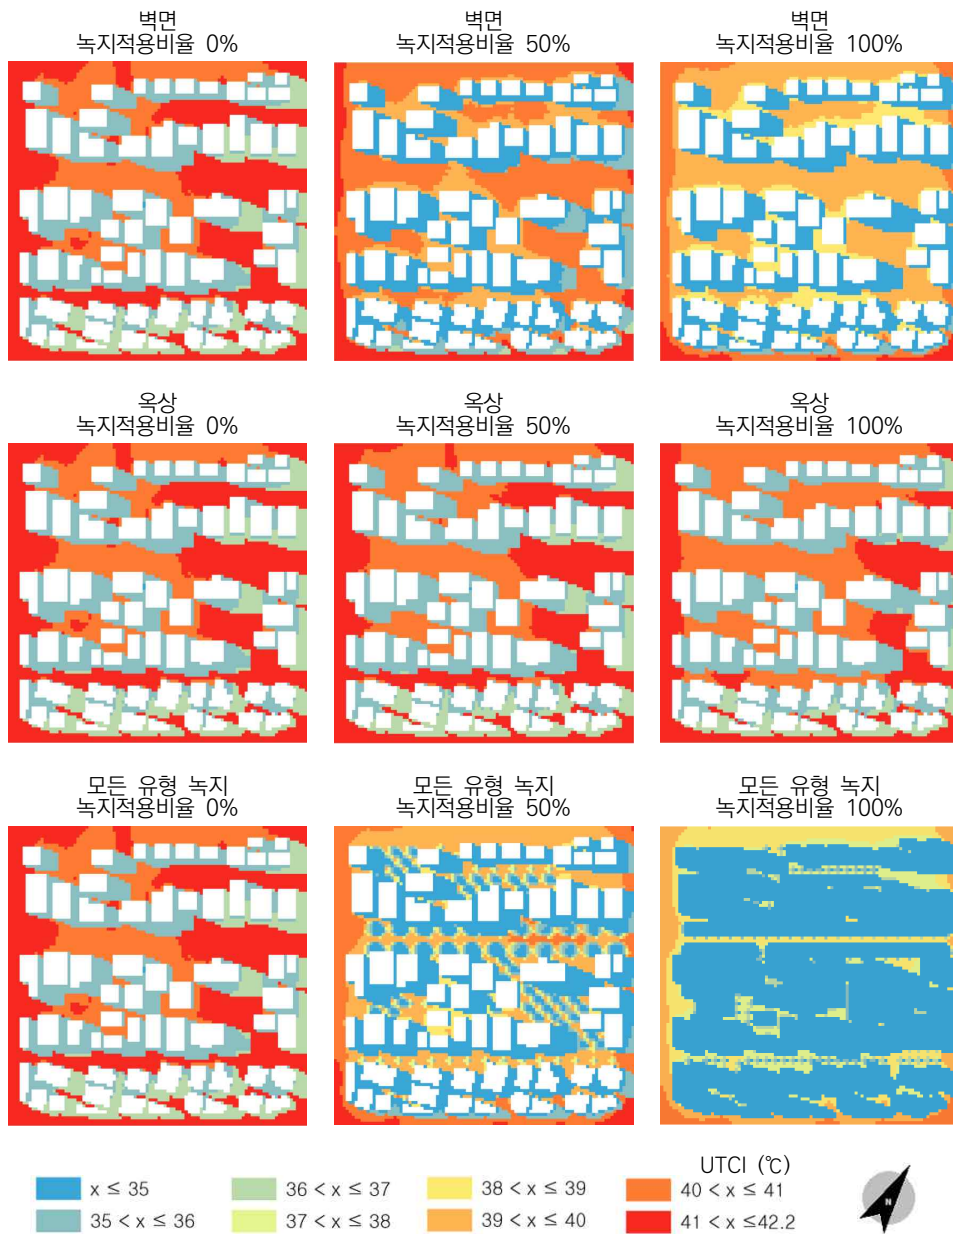 벽면
녹지적용비율 0%
벽면
녹지적용비율 50%
벽면
녹지적용비율 100%
옥상
녹지적용비율 0%
옥상
녹지적용비율 50%
옥상
녹지적용비율 100%
모든 유형 녹지
녹지적용비율 0%
모든 유형 녹지
녹지적용비율 50%
모든 유형 녹지
녹지적용비율 100%
UTCI (℃)
x ≤ 35
36 < x ≤ 37
38 < x ≤ 39
40 < x ≤ 41
35 < x ≤ 36
37 < x ≤ 38
39 < x ≤ 40
41 < x ≤42.2
N